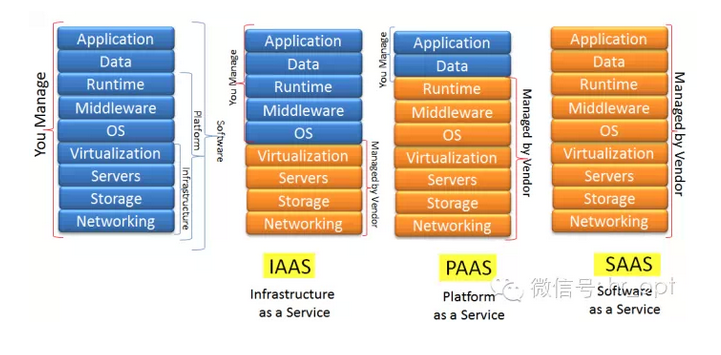 You Manage
Application
Data
Runtime
Middleware
OS
Virtualization
Servers
Storage
Networking
Infrastructure
Platform
Software
You Manage
Application
Data
Runtime
Middleware
OS
Virtualization
Servers
Storage
Networking
Managed by Vendor
IAAS
Infrastructure
as a Service
You Manage
Application
Data
Runtime
Middleware
OS
Virtualization
Servers
Storage
Networking
Managed by Vendor
PAAS
Platform
as a Service
Application
Data
Runtime
Middleware
OS
Virtualization
Servers
Storage
Networking
Managed by Vendor
SAAS
Software
as a Service
微信号: